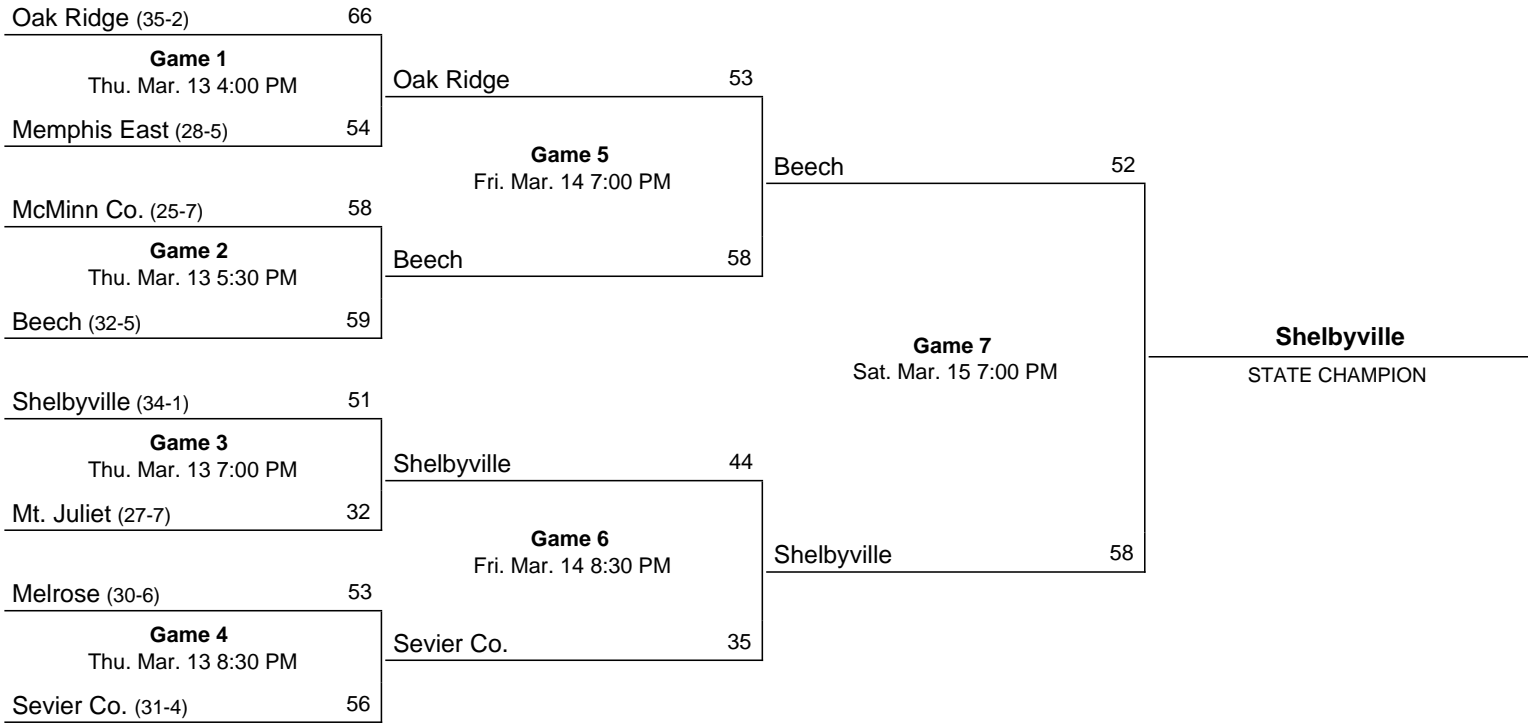 Oak Ridge (35-2) 66
Game 1
Thu. Mar. 13 4:00 PM
Memphis East (28-5) 54
McMinn Co. (25-7) 58
Game 2
Thu. Mar. 13 5:30 PM
Beech (32-5) 59
Shelbyville (34-1) 51
Game 3
Thu. Mar. 13 7:00 PM
Mt. Juliet (27-7) 32
Melrose (30-6) 53
Game 4
Thu. Mar. 13 8:30 PM
Sevier Co. (31-4) 56
Oak Ridge 53
Game 5
Fri. Mar. 14 7:00 PM
Beech 58
Shelbyville 44
Game 6
Fri. Mar. 14 8:30 PM
Sevier Co. 35
Beech 52
Game 7
Sat. Mar. 15 7:00 PM
Shelbyville 58
Shelbyville
STATE CHAMPION